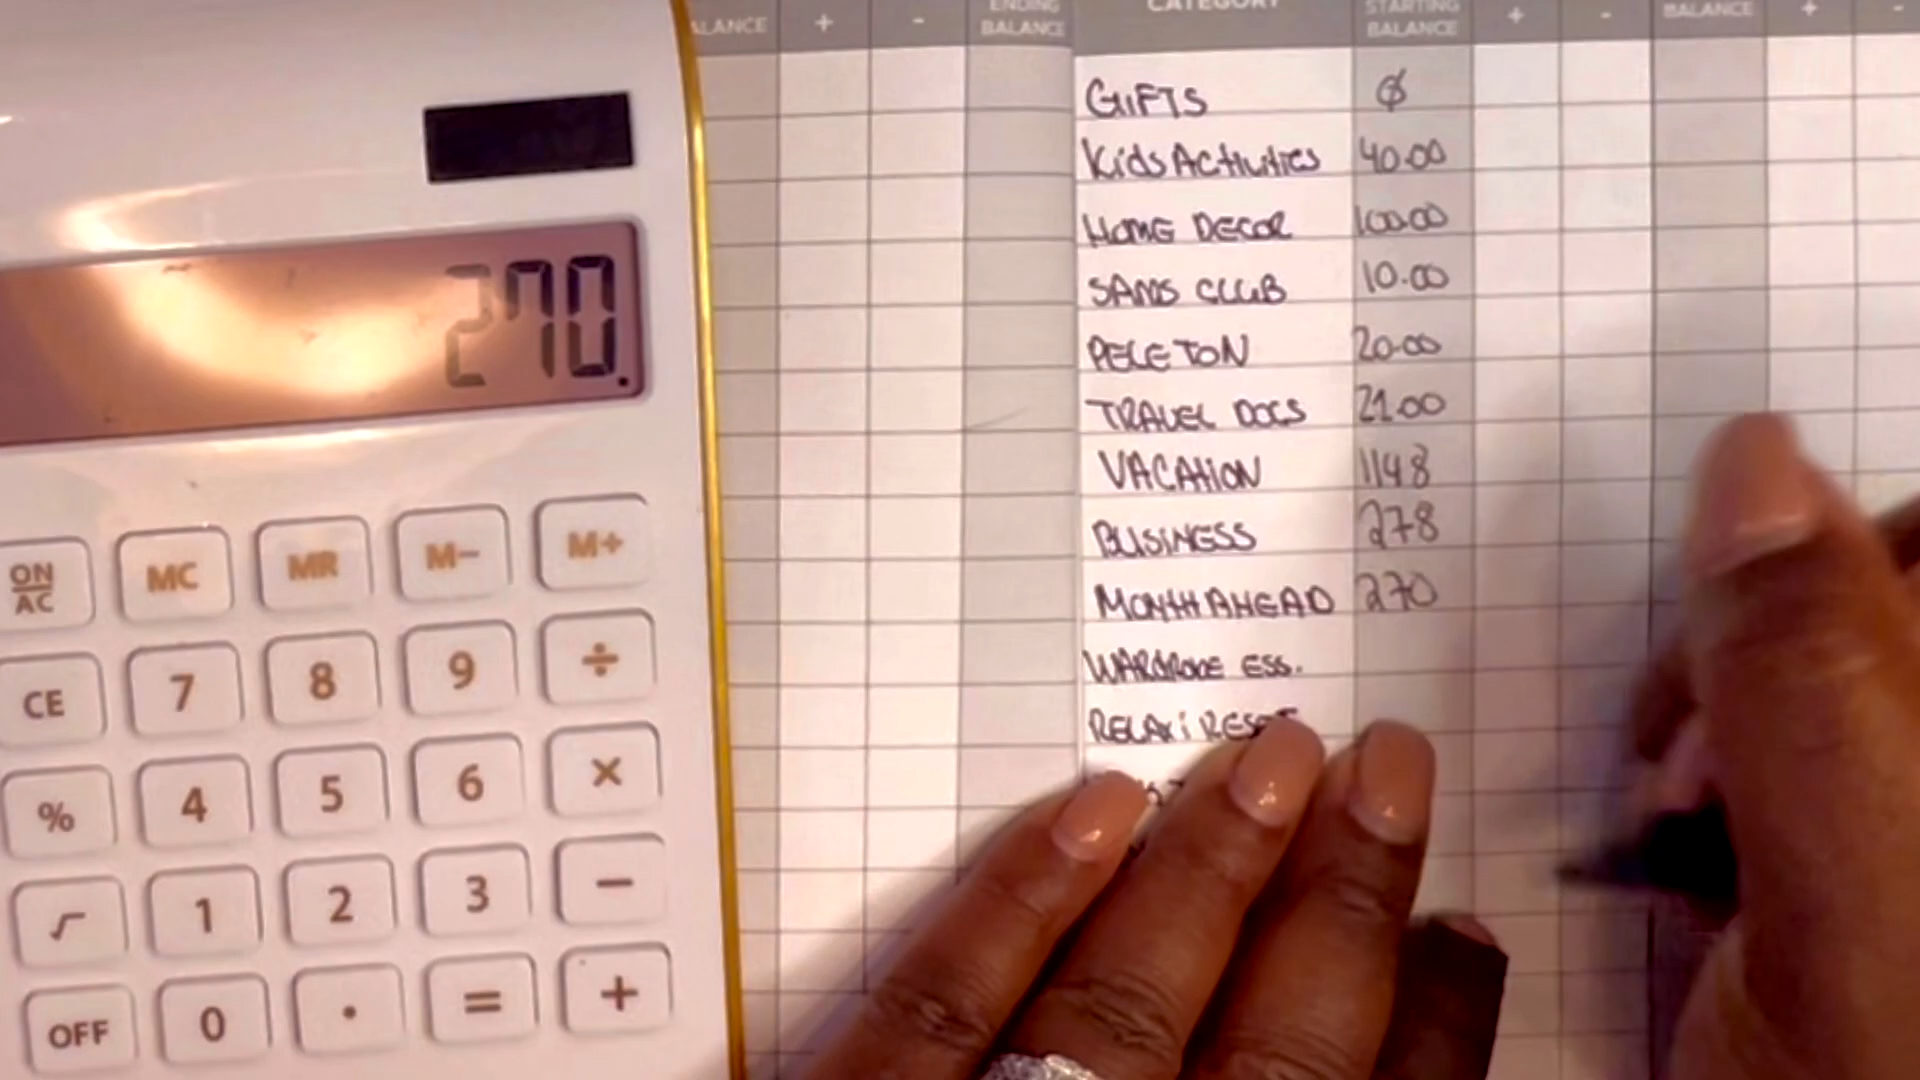 270.
ON
AC
MC
MR
M−
M+
CE
7
8
9
÷
%
4
5
6
×
√
1
2
3
−
OFF
0
.
=
+
+ - ENDING BALANCE
CATEGORY STARTING BALANCE + - BALANCE + -
GIFTS 0
Kids Activities 40.00
HOME DECOR 100.00
SAMS CLUB 10.00
PELETON 20.00
TRAVEL DOCS 21.00
VACATION 1148
BUSINESS 278
MONTH AHEAD 270
WARDROBE ESS.